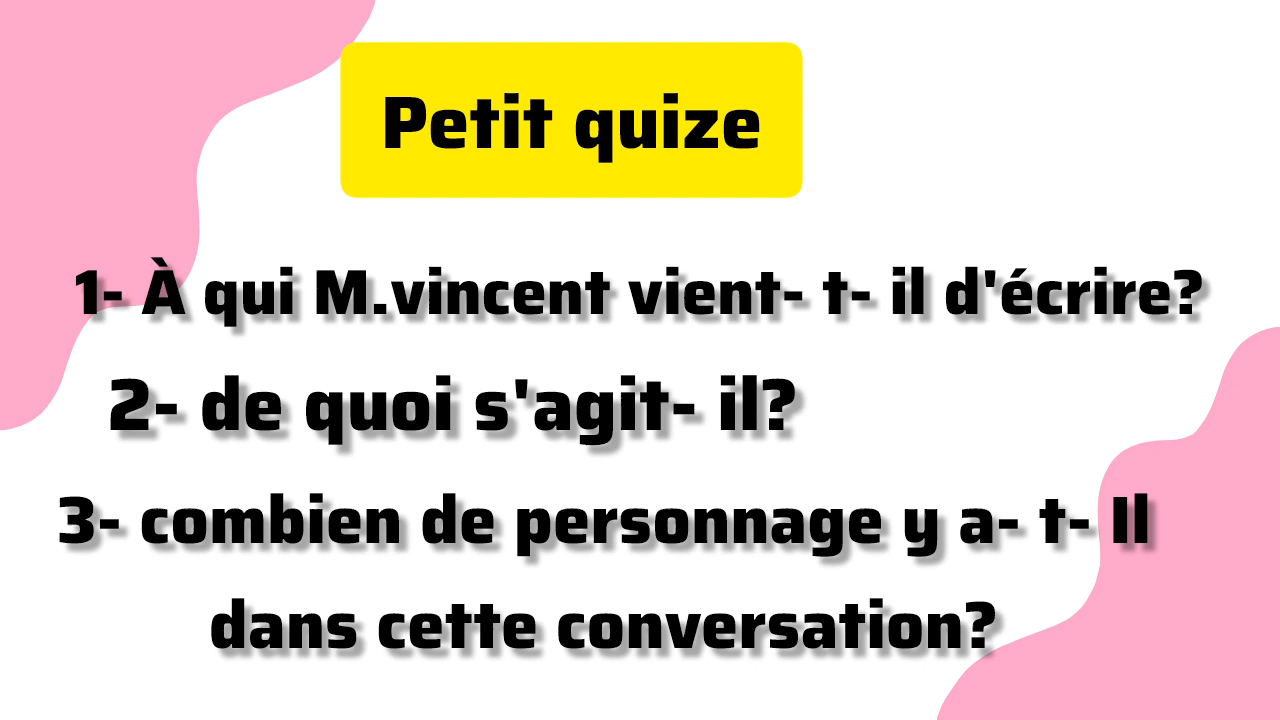 Petit quize
1- À qui M.vincent vient- t- il d'écrire?
2- de quoi s'agit- il?
3- combien de personnage y a- t- Il
dans cette conversation?